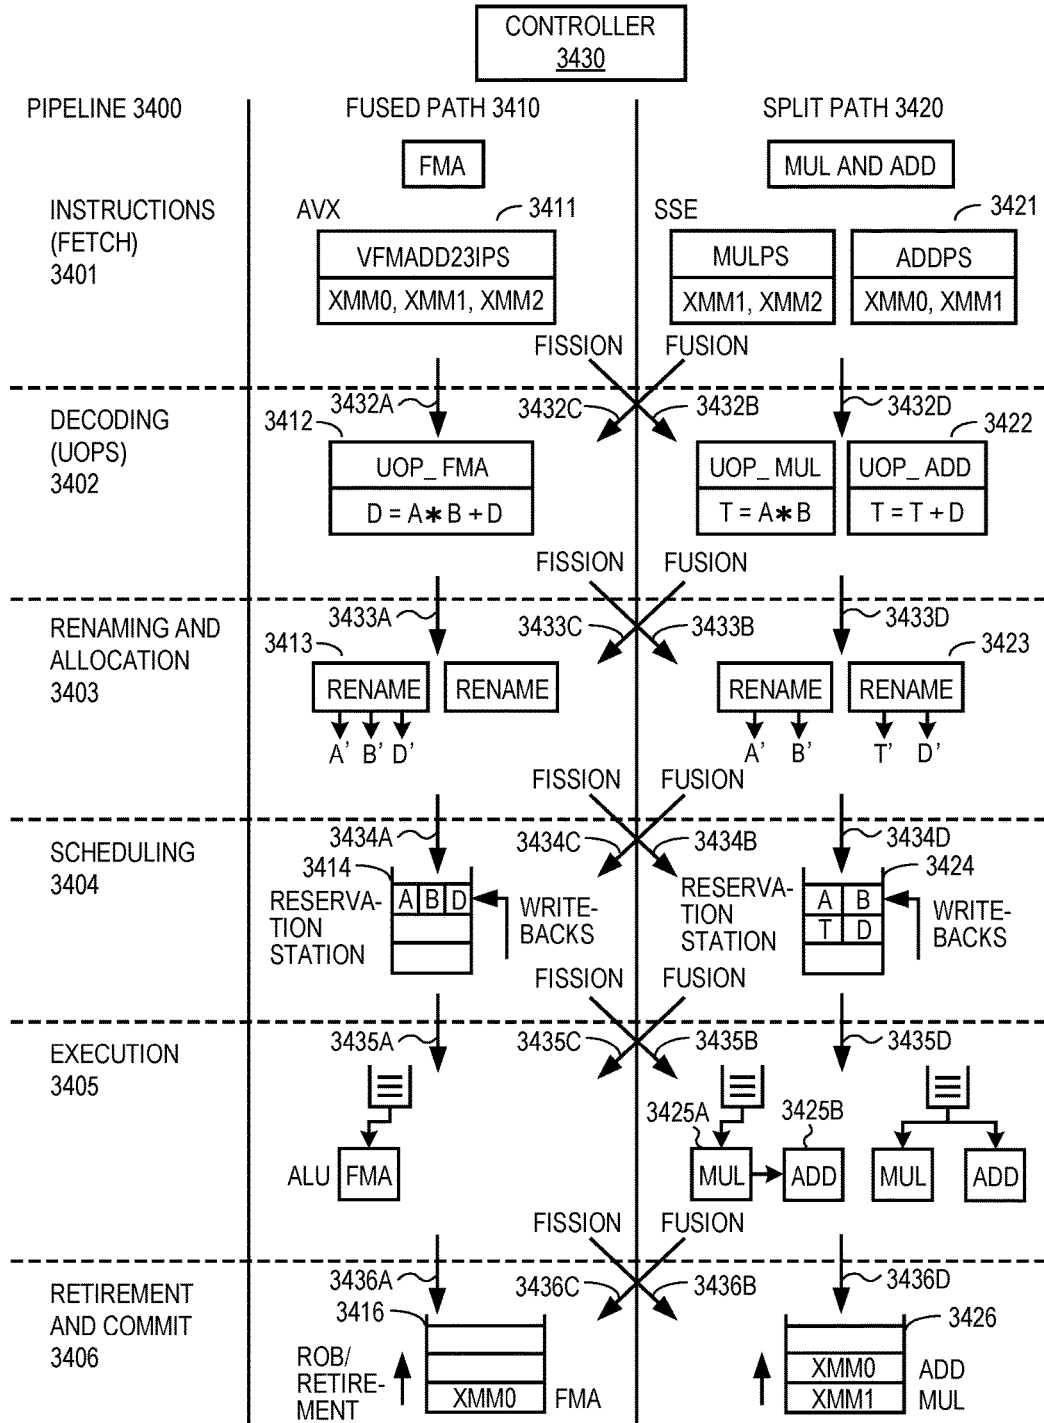 CONTROLLER
3430
PIPELINE 3400
FUSED PATH 3410
SPLIT PATH 3420
FMA
MUL AND ADD
INSTRUCTIONS
(FETCH)
3401
AVX
3411
VFMADD23IPS
XMM0, XMM1, XMM2
SSE
3421
MULPS
ADDPS
XMM1, XMM2
XMM0, XMM1
FISSION
FUSION
3432A
3432C
3432B
3432D
DECODING
(UOPS)
3402
3412
UOP_FMA
D = A✱B + D
3422
UOP_MUL
UOP_ADD
T = A✱B
T = T + D
FISSION
FUSION
3433A
3433C
3433B
3433D
RENAMING AND
ALLOCATION
3403
3413
RENAME
RENAME
A' B' D'
3423
RENAME
RENAME
A' B'
T' D'
FISSION
FUSION
3434A
3434C
3434B
3434D
SCHEDULING
3404
3414
RESERVA-
TION
STATION
A B D
WRITE-
BACKS
3424
RESERVA-
TION
STATION
A B
T D
WRITE-
BACKS
FISSION
FUSION
3435A
3435C
3435B
3435D
EXECUTION
3405
ALU
FMA
3425A
3425B
MUL
ADD
MUL
ADD
FISSION
FUSION
3436A
3436C
3436B
3436D
RETIREMENT
AND COMMIT
3406
3416
ROB/
RETIRE-
MENT
XMM0
FMA
3426
XMM0
ADD
XMM1
MUL